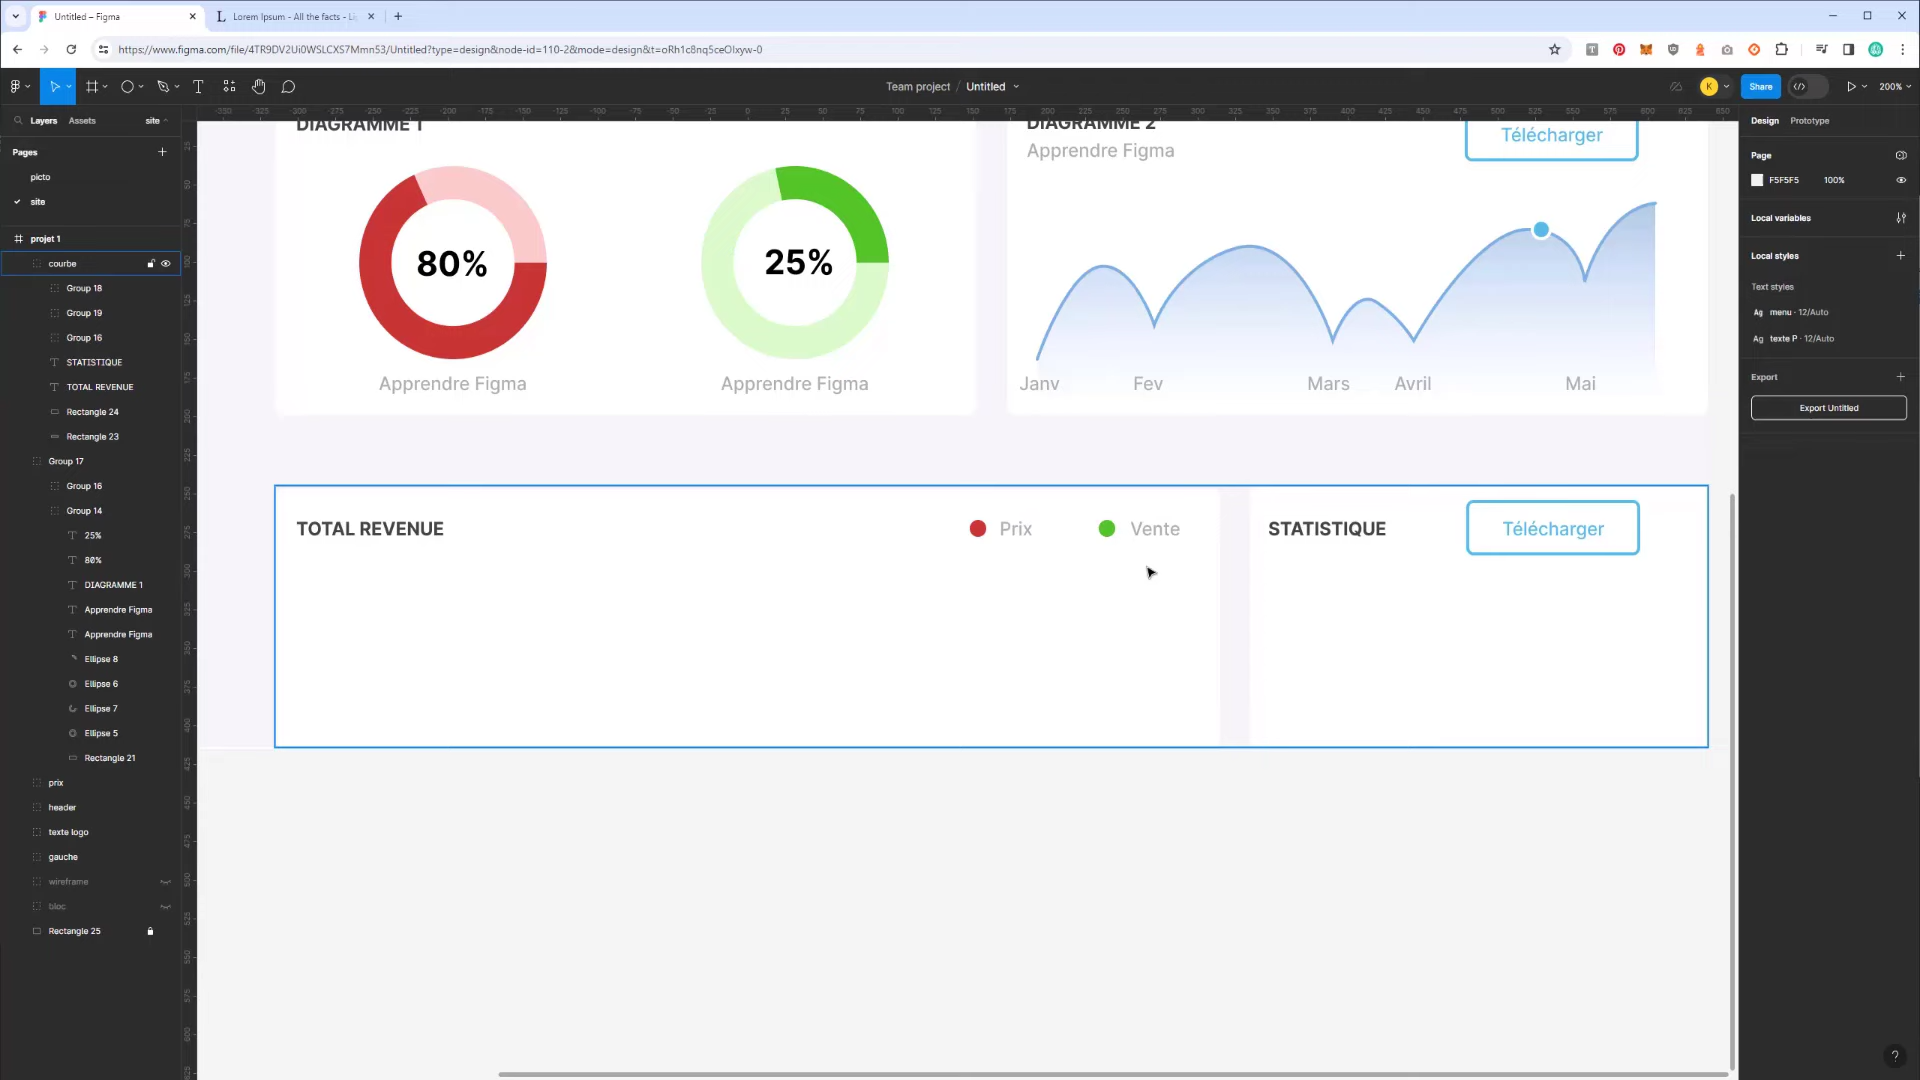 Untitled – Figma
Lorem Ipsum - All the facts - Li
https://www.figma.com/file/4TR9DV2Ui0WSLCXS7Mmn53/Untitled?type=design&node-id=110-2&mode=design&t=oRh1c8nq5ceOlxyw-0
Team project / Untitled
K
Share
200%
Layers
Assets
site
Pages
picto
site
projet 1
courbe
Group 18
Group 19
Group 16
STATISTIQUE
TOTAL REVENUE
Rectangle 24
Rectangle 23
Group 17
Group 16
Group 14
25%
80%
DIAGRAMME 1
Apprendre Figma
Apprendre Figma
Ellipse 8
Ellipse 6
Ellipse 7
Ellipse 5
Rectangle 21
prix
header
texte logo
gauche
wireframe
bloc
Rectangle 25
DIAGRAMME 1
80%
25%
Apprendre Figma
Apprendre Figma
DIAGRAMME 2
Apprendre Figma
Télécharger
Janv
Fev
Mars
Avril
Mai
TOTAL REVENUE
Prix
Vente
STATISTIQUE
Télécharger
Design
Prototype
Page
F5F5F5
100%
Local variables
Local styles
Text styles
Ag menu · 12/Auto
Ag texte P · 12/Auto
Export
Export Untitled
?